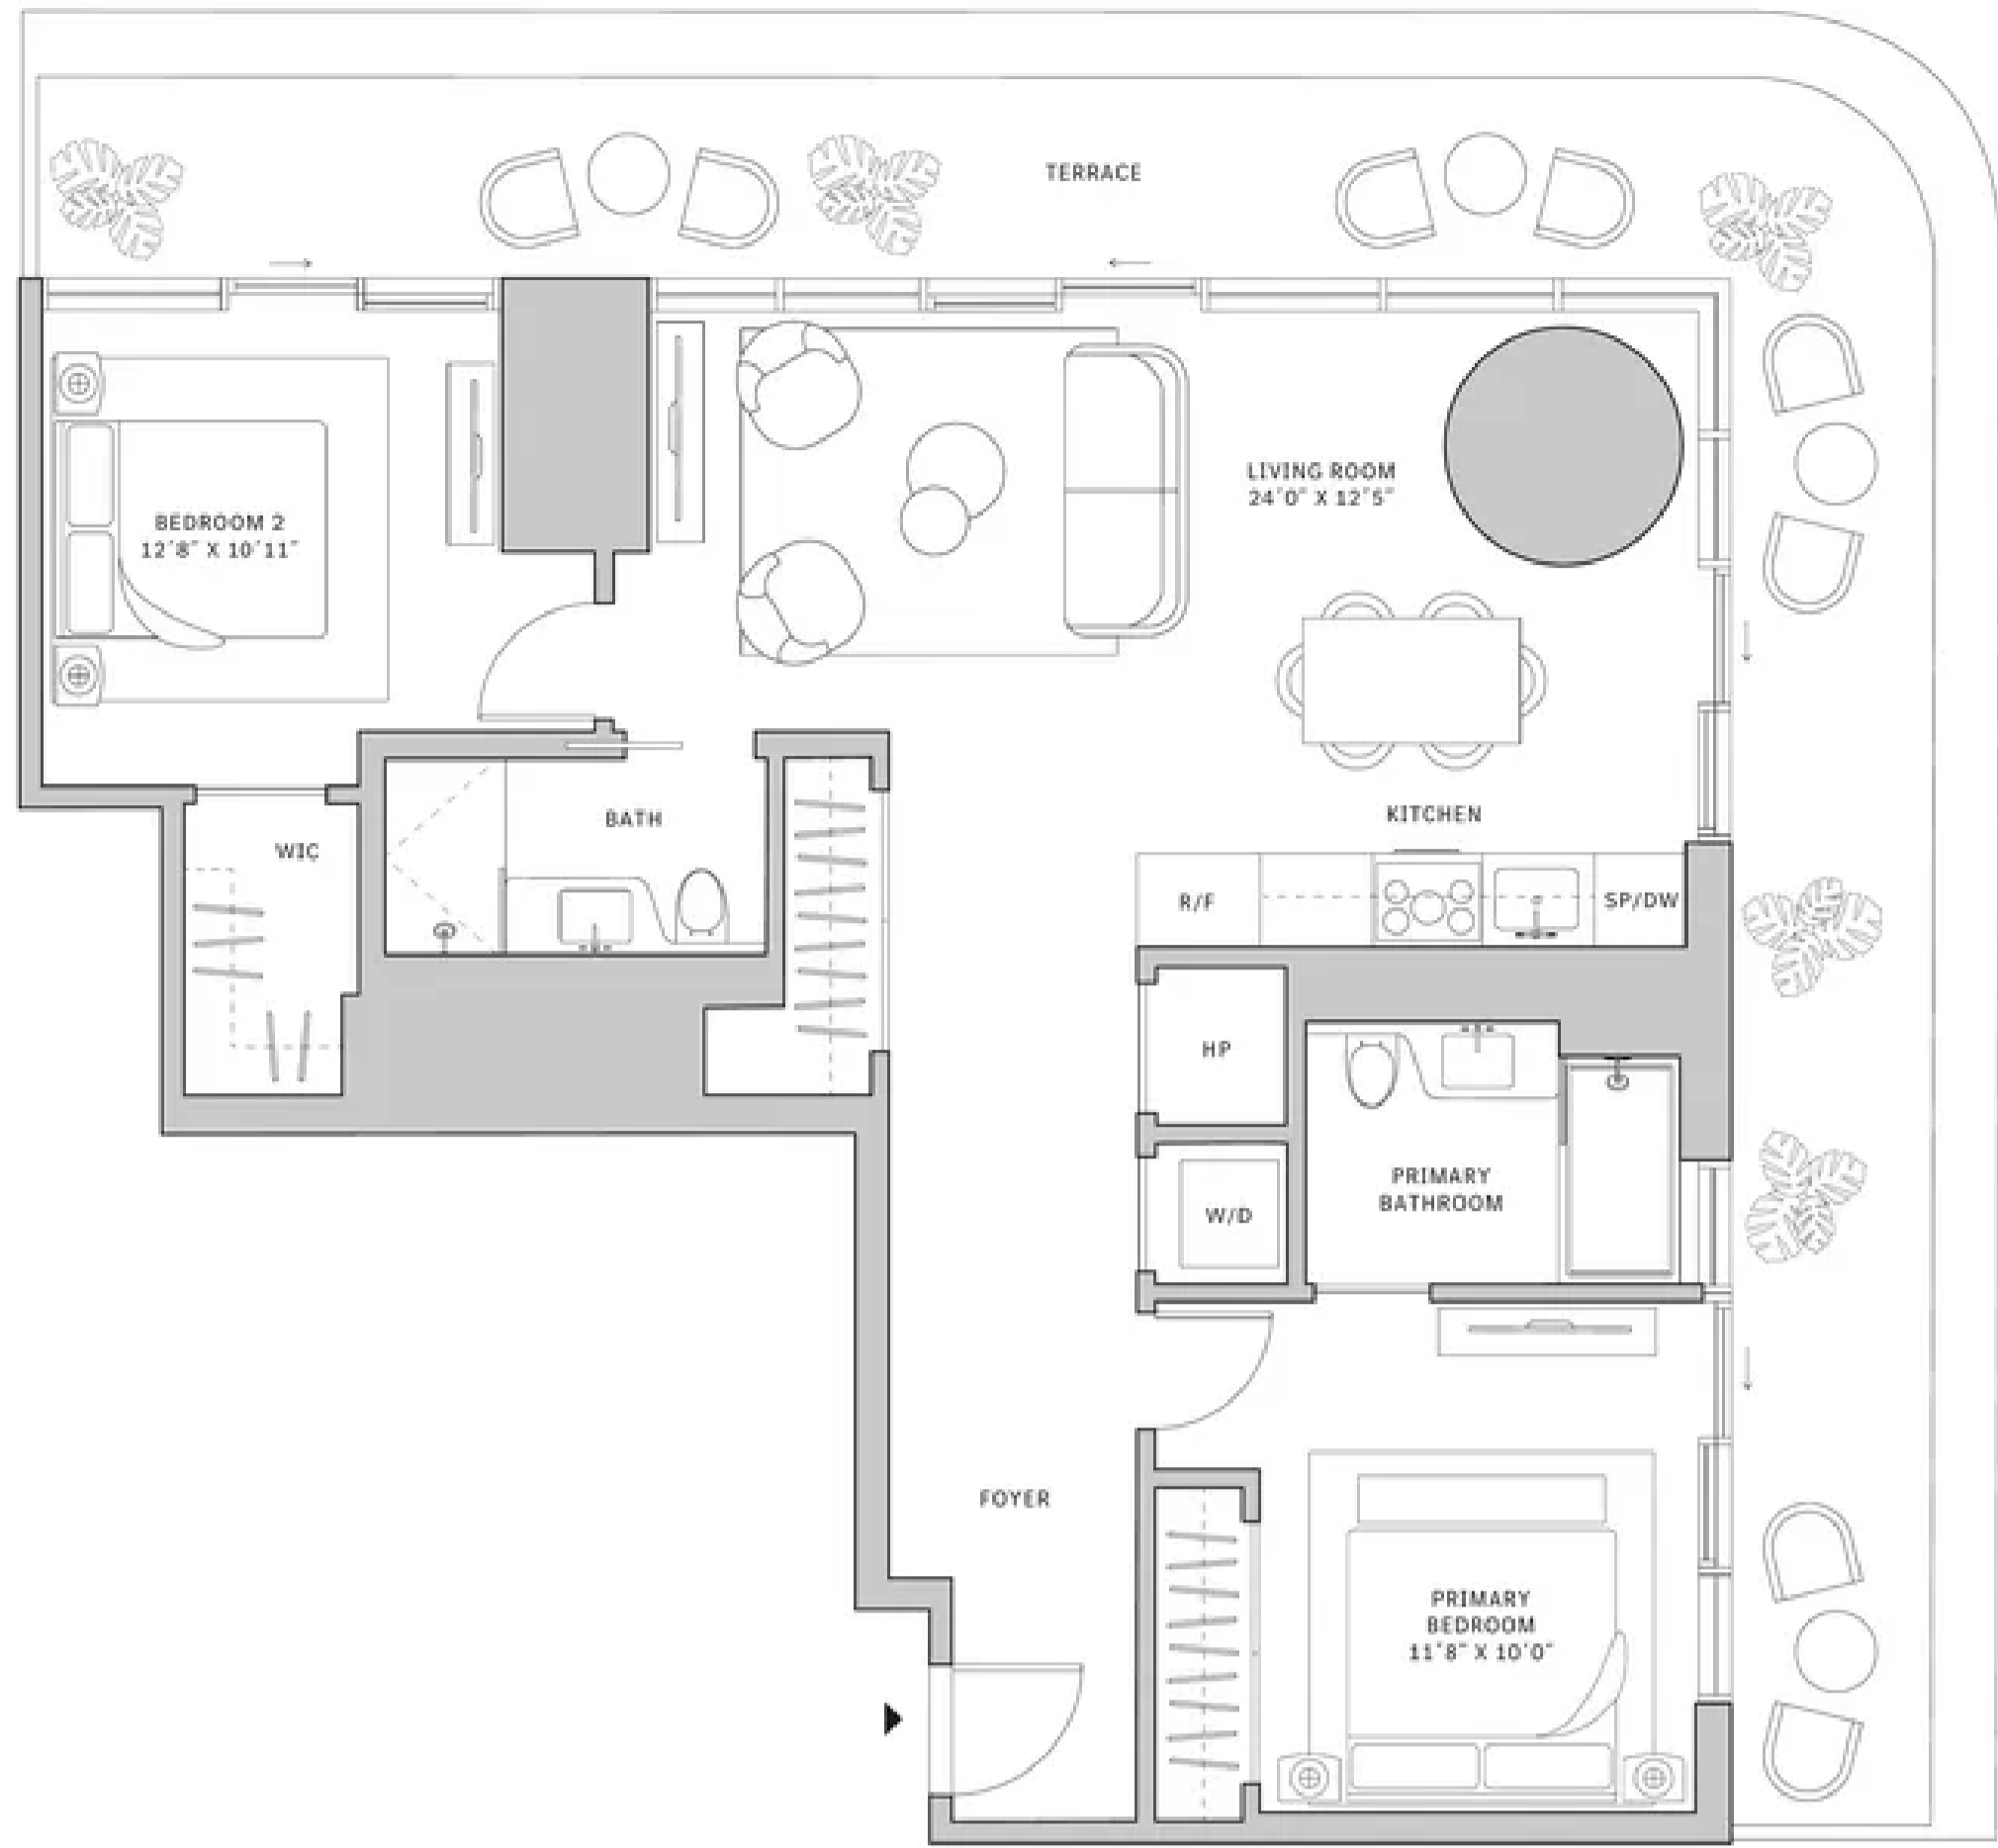 TERRACE
LIVING ROOM
24'0" X 12'5"
BEDROOM 2
12'8" X 10'11"
KITCHEN
BATH
WIC
R/F
SP/DW
HP
PRIMARY
BATHROOM
W/D
FOYER
PRIMARY
BEDROOM
11'8" X 10'0"